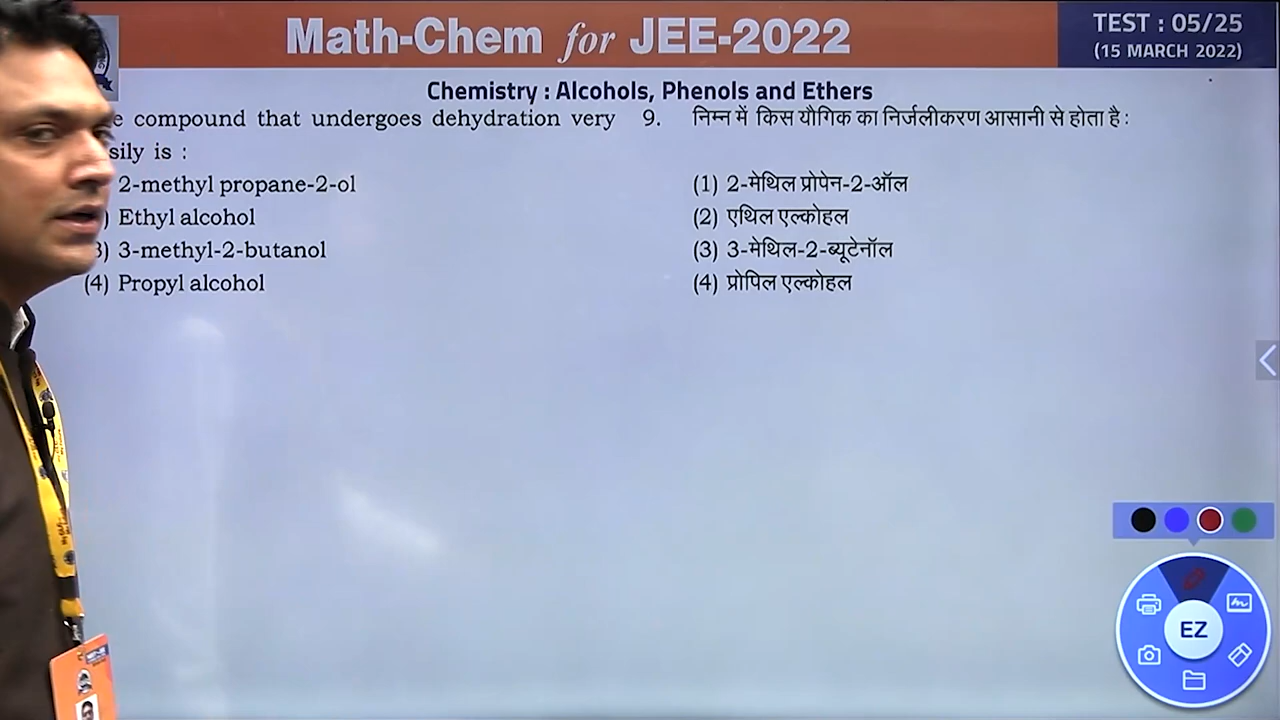 Math-Chem for JEE-2022
TEST : 05/25
(15 MARCH 2022)
Chemistry : Alcohols, Phenols and Ethers
compound that undergoes dehydration very
is :
2-methyl propane-2-ol
Ethyl alcohol
3-methyl-2-butanol
(4) Propyl alcohol
9. निम्न में किस यौगिक का निर्जलीकरण आसानी से होता है :
(1) 2-मेथिल प्रोपेन-2-ऑल
(2) एथिल एल्कोहल
(3) 3-मेथिल-2-ब्यूटेनॉल
(4) प्रोपिल एल्कोहल
EZ